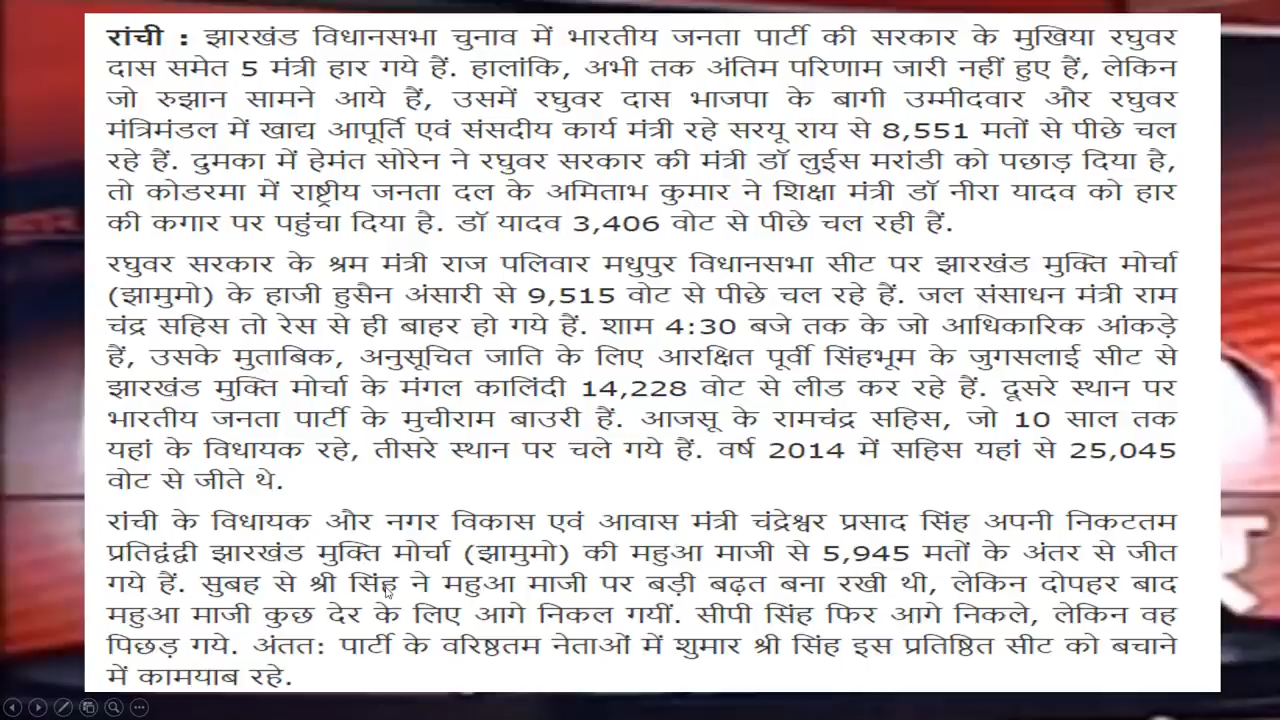 रांची : झारखंड विधानसभा चुनाव में भारतीय जनता पार्टी की सरकार के मुखिया रघुवर
दास समेत 5 मंत्री हार गये हैं. हालांकि, अभी तक अंतिम परिणाम जारी नहीं हुए हैं, लेकिन
जो रुझान सामने आये हैं, उसमें रघुवर दास भाजपा के बागी उम्मीदवार और रघुवर
मंत्रिमंडल में खाद्य आपूर्ति एवं संसदीय कार्य मंत्री रहे सरयू राय से 8,551 मतों से पीछे चल
रहे हैं. दुमका में हेमंत सोरेन ने रघुवर सरकार की मंत्री डॉ लुईस मरांडी को पछाड़ दिया है,
तो कोडरमा में राष्ट्रीय जनता दल के अमिताभ कुमार ने शिक्षा मंत्री डॉ नीरा यादव को हार
की कगार पर पहुंचा दिया है. डॉ यादव 3,406 वोट से पीछे चल रही हैं.
रघुवर सरकार के श्रम मंत्री राज पलिवार मधुपुर विधानसभा सीट पर झारखंड मुक्ति मोर्चा
(झामुमो) के हाजी हुसैन अंसारी से 9,515 वोट से पीछे चल रहे हैं. जल संसाधन मंत्री राम
चंद्र सहिस तो रेस से ही बाहर हो गये हैं. शाम 4:30 बजे तक के जो आधिकारिक आंकड़े
हैं, उसके मुताबिक, अनुसूचित जाति के लिए आरक्षित पूर्वी सिंहभूम के जुगसलाई सीट से
झारखंड मुक्ति मोर्चा के मंगल कालिंदी 14,228 वोट से लीड कर रहे हैं. दूसरे स्थान पर
भारतीय जनता पार्टी के मुचीराम बाउरी हैं. आजसू के रामचंद्र सहिस, जो 10 साल तक
यहां के विधायक रहे, तीसरे स्थान पर चले गये हैं. वर्ष 2014 में सहिस यहां से 25,045
वोट से जीते थे.
रांची के विधायक और नगर विकास एवं आवास मंत्री चंद्रेश्वर प्रसाद सिंह अपनी निकटतम
प्रतिद्वंद्वी झारखंड मुक्ति मोर्चा (झामुमो) की महुआ माजी से 5,945 मतों के अंतर से जीत
गये हैं. सुबह से श्री सिंह ने महुआ माजी पर बड़ी बढ़त बना रखी थी, लेकिन दोपहर बाद
महुआ माजी कुछ देर के लिए आगे निकल गयीं. सीपी सिंह फिर आगे निकले, लेकिन वह
पिछड़ गये. अंतत: पार्टी के वरिष्ठतम नेताओं में शुमार श्री सिंह इस प्रतिष्ठित सीट को बचाने
में कामयाब रहे.